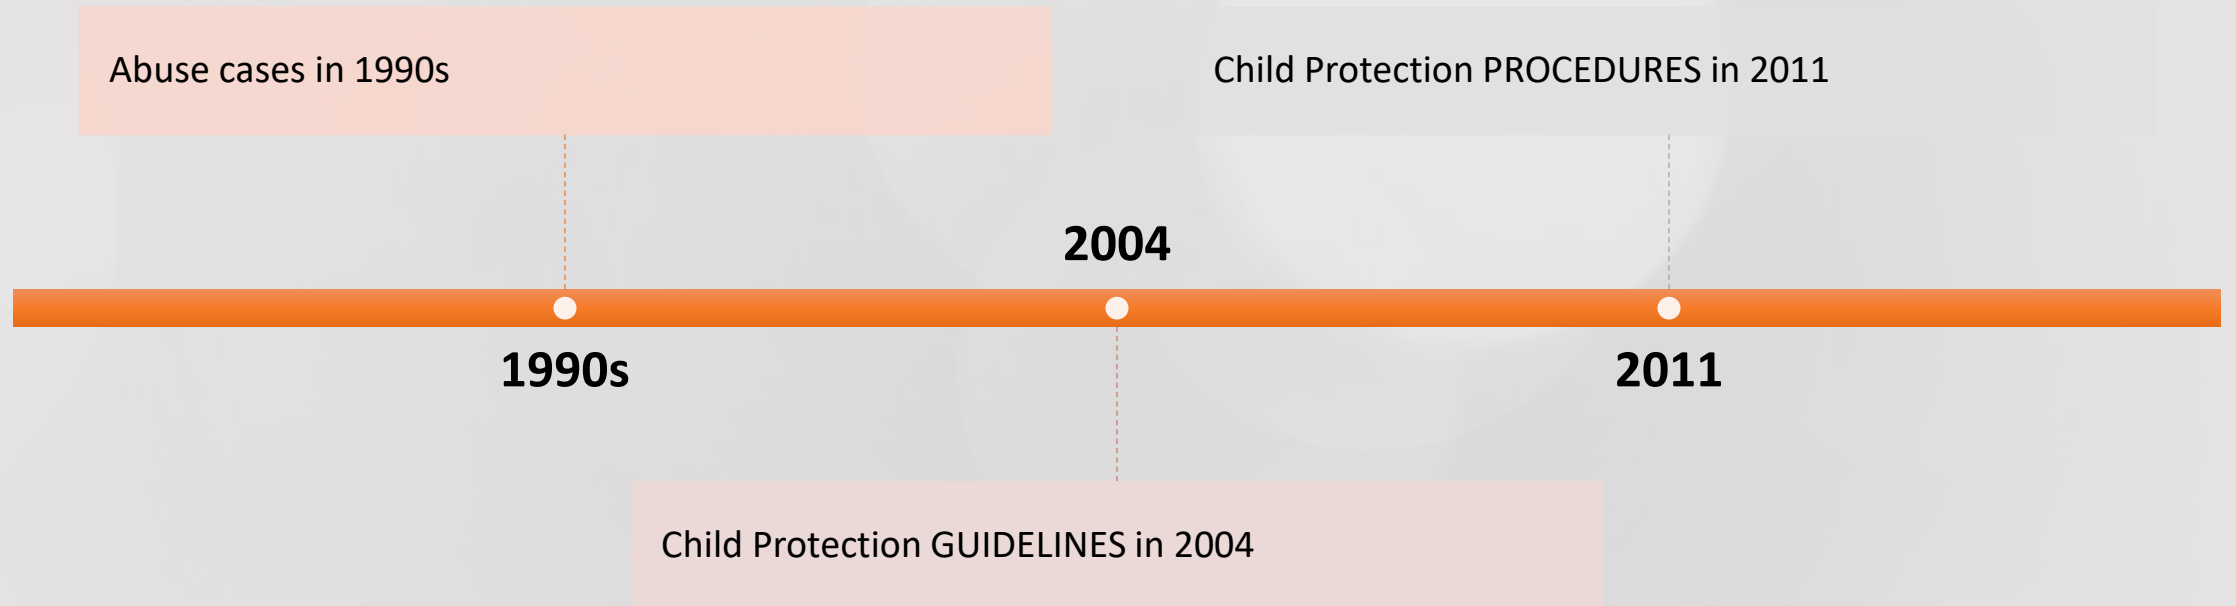 Abuse cases in 1990s
Child Protection PROCEDURES in 2011
2004
1990s
2011
Child Protection GUIDELINES in 2004